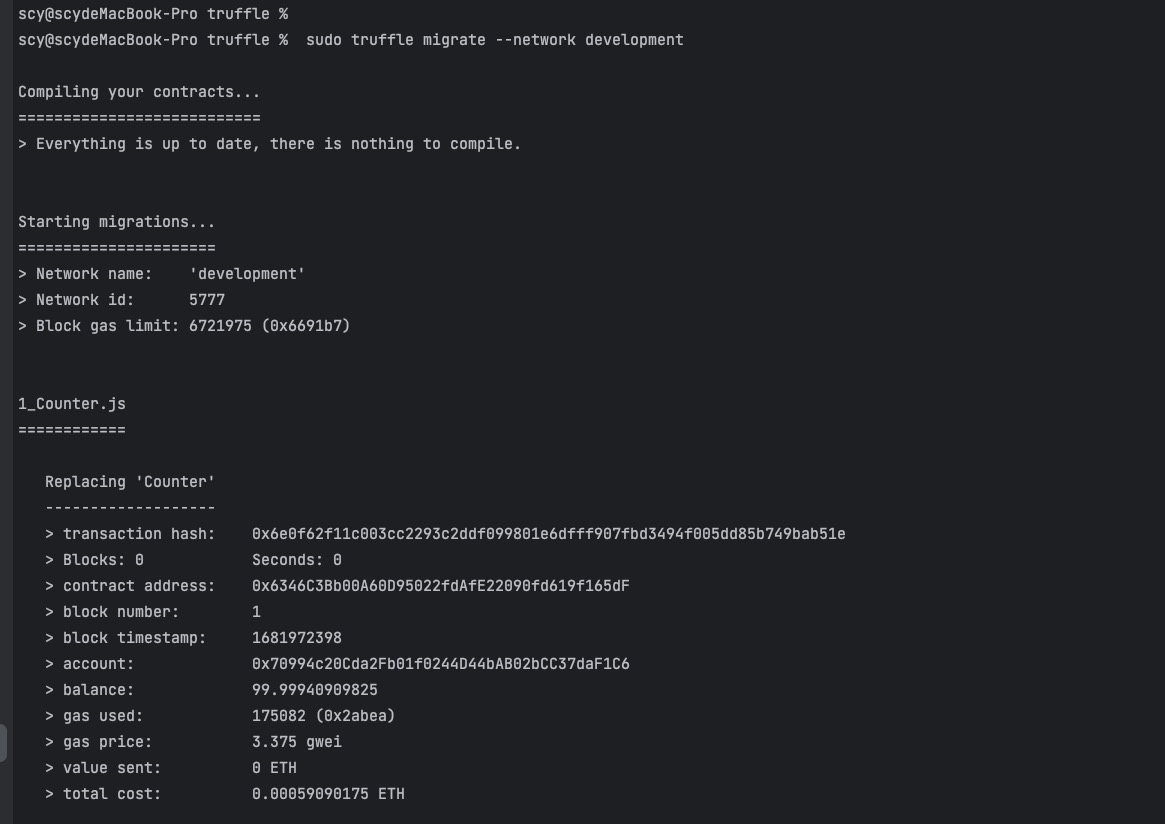 scy@scydeMacBook-Pro truffle %
scy@scydeMacBook-Pro truffle %  sudo truffle migrate --network development
Compiling your contracts...
===========================
> Everything is up to date, there is nothing to compile.
Starting migrations...
======================
> Network name:    'development'
> Network id:      5777
> Block gas limit: 6721975 (0x6691b7)
1_Counter.js
============
   Replacing 'Counter'
   -------------------
   > transaction hash:    0x6e0f62f11c003cc2293c2ddf099801e6dfff907fbd3494f005dd85b749bab51e
   > Blocks: 0            Seconds: 0
   > contract address:    0x6346C3Bb00A60D95022fdAfE22090fd619f165dF
   > block number:        1
   > block timestamp:     1681972398
   > account:             0x70994c20Cda2Fb01f0244D44bAB02bCC37daF1C6
   > balance:             99.99940909825
   > gas used:            175082 (0x2abea)
   > gas price:           3.375 gwei
   > value sent:          0 ETH
   > total cost:          0.00059090175 ETH